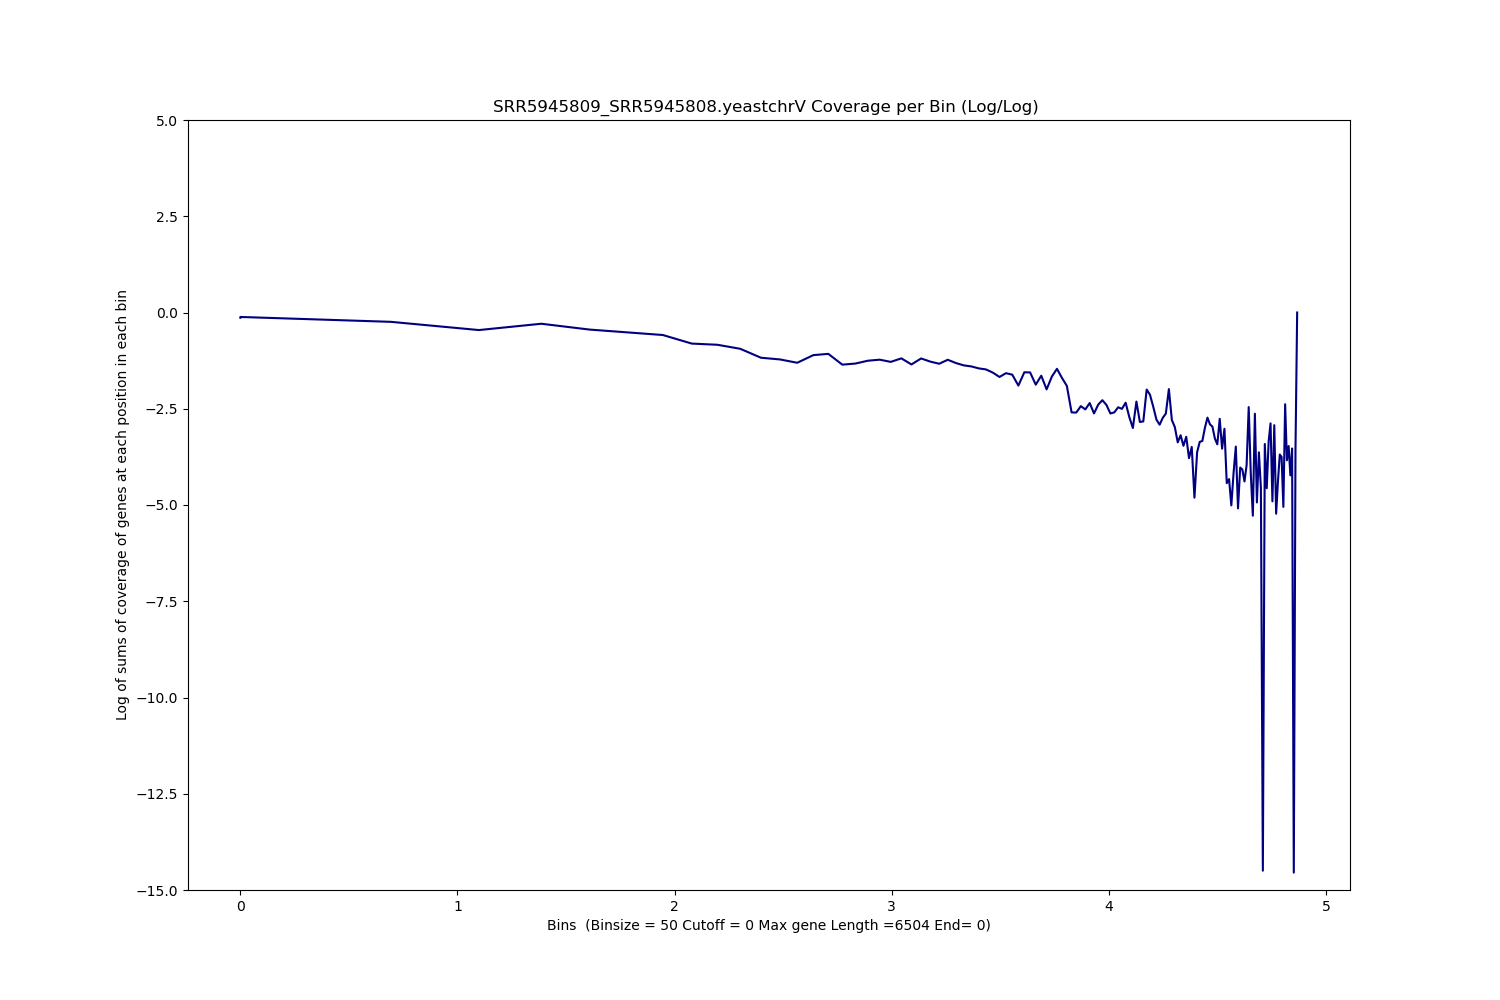 SRR5945809_SRR5945808.yeastchrV Coverage per Bin (Log/Log)
Log of sums of coverage of genes at each position in each bin
5.0
2.5
0.0
−2.5
−5.0
−7.5
−10.0
−12.5
−15.0
0 1 2 3 4 5
Bins  (Binsize = 50 Cutoff = 0 Max gene Length =6504 End= 0)